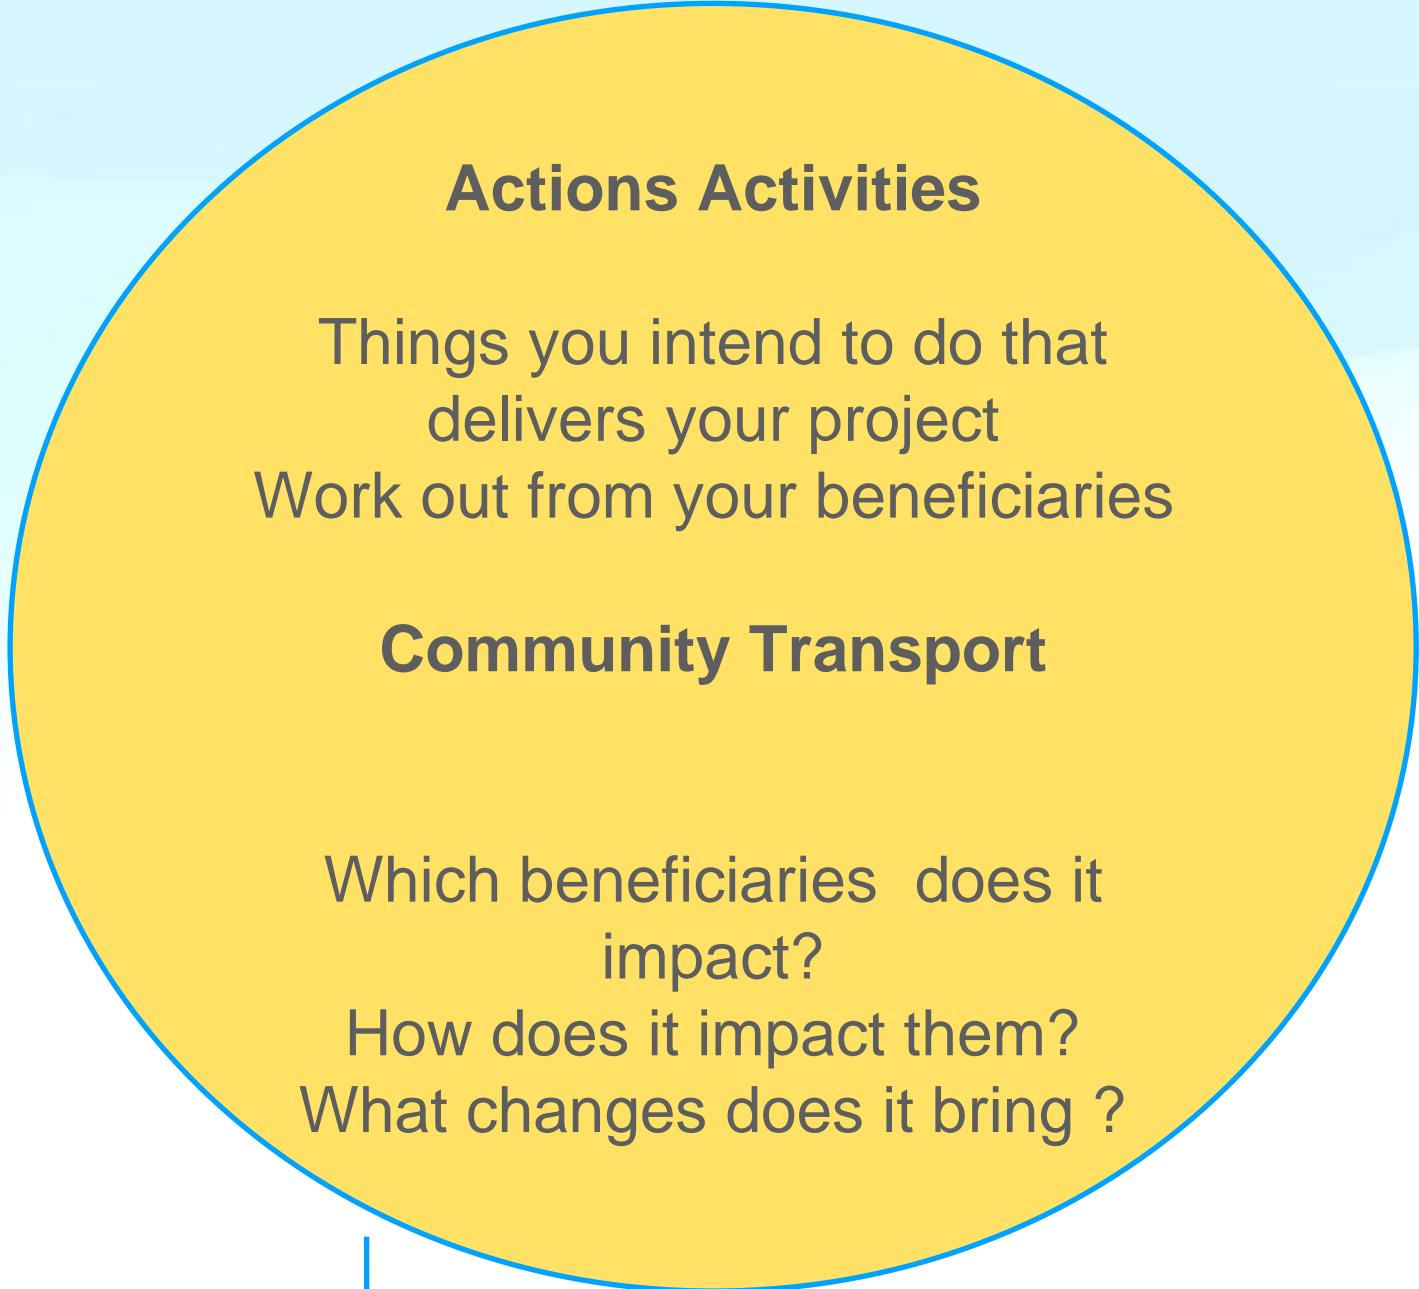 Actions Activities
Things you intend to do that
delivers your project
Work out from your beneficiaries
Community Transport
Which beneficiaries  does it
impact?
How does it impact them?
What changes does it bring ?